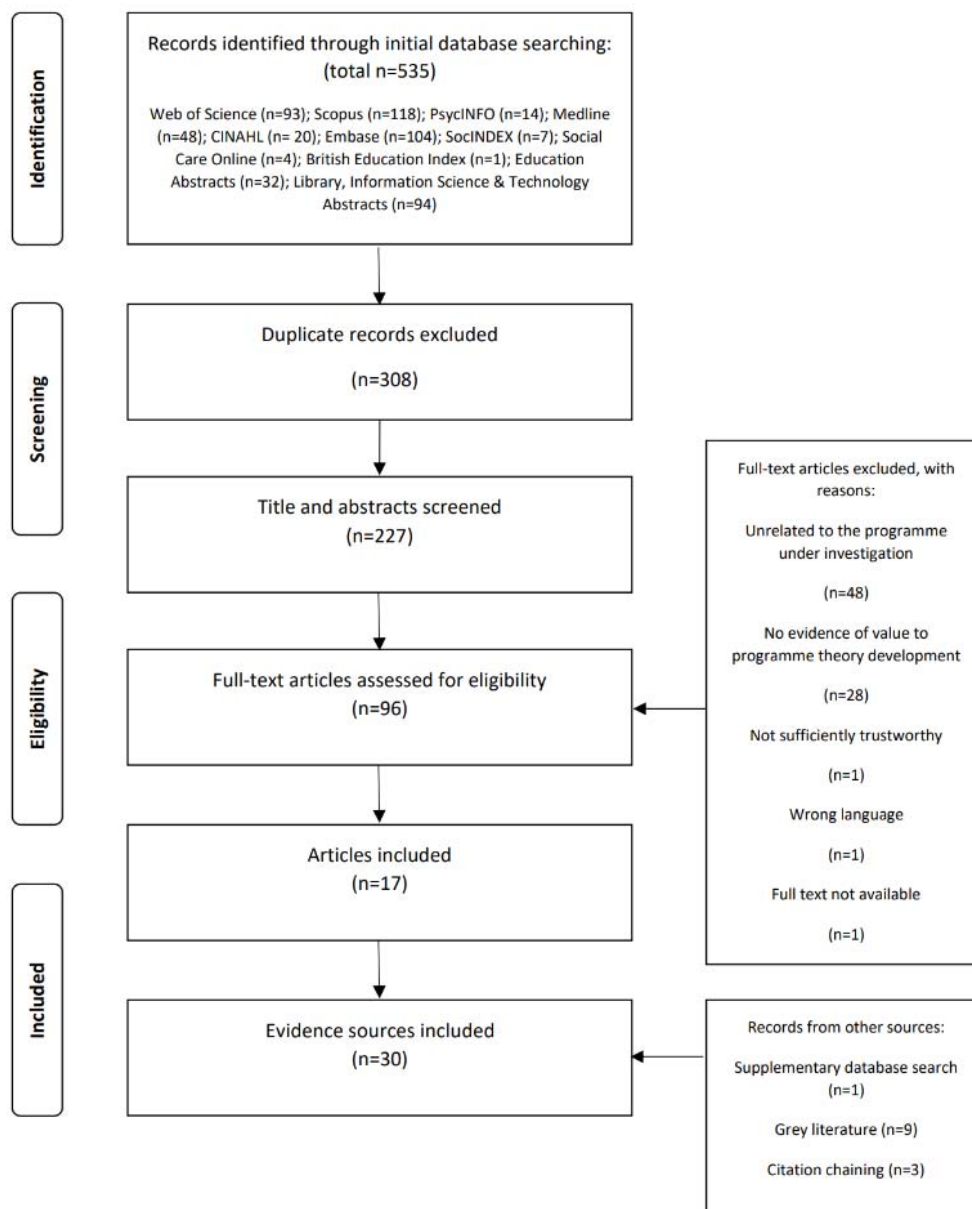 Identification
Records identified through initial database searching:
(total n=535)
Web of Science (n=93); Scopus (n=118); PsycINFO (n=14); Medline
(n=48); CINAHL (n= 20); Embase (n=104); SocINDEX (n=7); Social
Care Online (n=4); British Education Index (n=1); Education
Abstracts (n=32); Library, Information Science & Technology
Abstracts (n=94)
Screening
Duplicate records excluded
(n=308)
Title and abstracts screened
(n=227)
Eligibility
Full-text articles assessed for eligibility
(n=96)
Full-text articles excluded, with
reasons:
Unrelated to the programme
under investigation
(n=48)
No evidence of value to
programme theory development
(n=28)
Not sufficiently trustworthy
(n=1)
Wrong language
(n=1)
Full text not available
(n=1)
Articles included
(n=17)
Included
Evidence sources included
(n=30)
Records from other sources:
Supplementary database search
(n=1)
Grey literature (n=9)
Citation chaining (n=3)